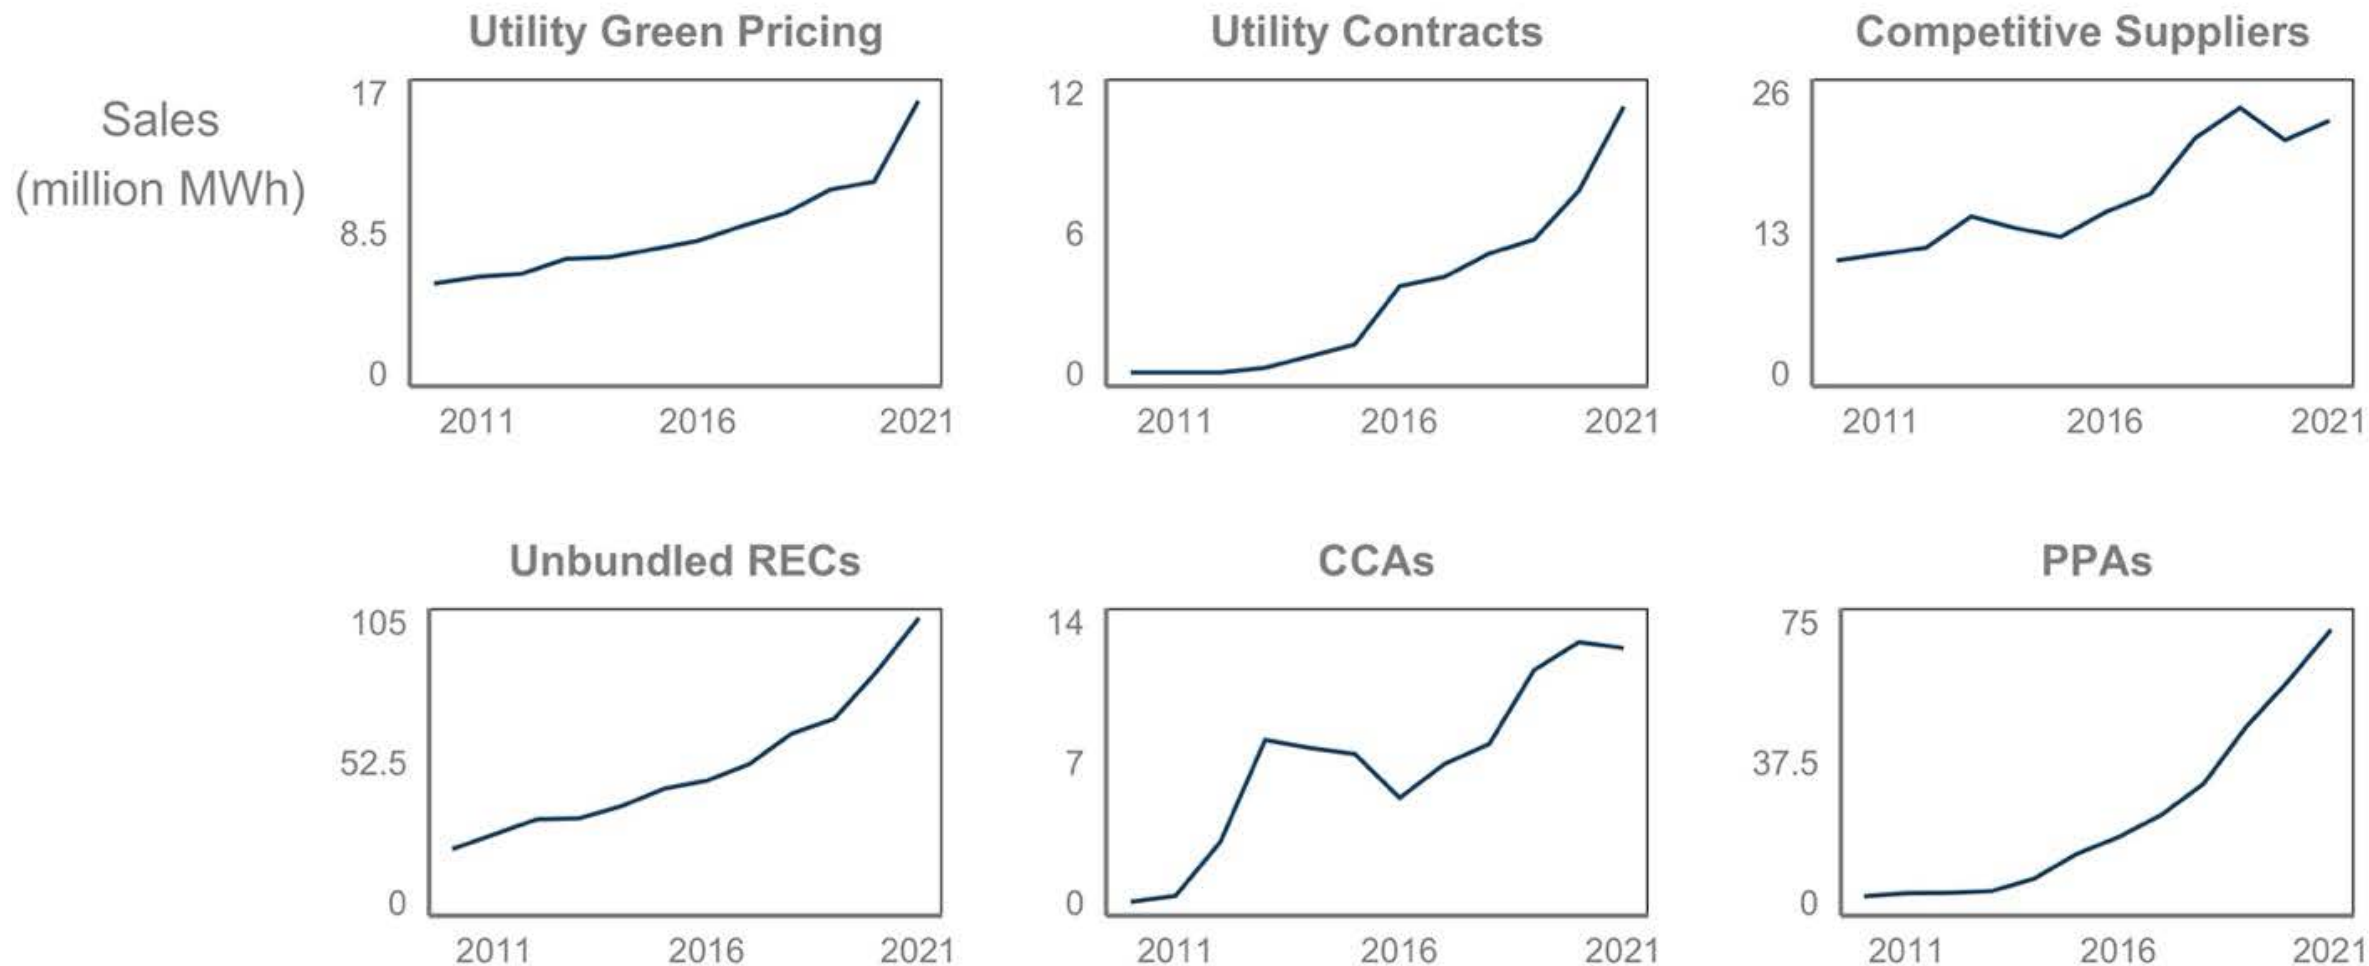 Utility Green Pricing
Utility Contracts
Competitive Suppliers
Sales
(million MWh)
17
8.5
0
2011 2016 2021
12
6
0
2011 2016 2021
26
13
0
2011 2016 2021
Unbundled RECs
CCAs
PPAs
105
52.5
0
2011 2016 2021
14
7
0
2011 2016 2021
75
37.5
0
2011 2016 2021